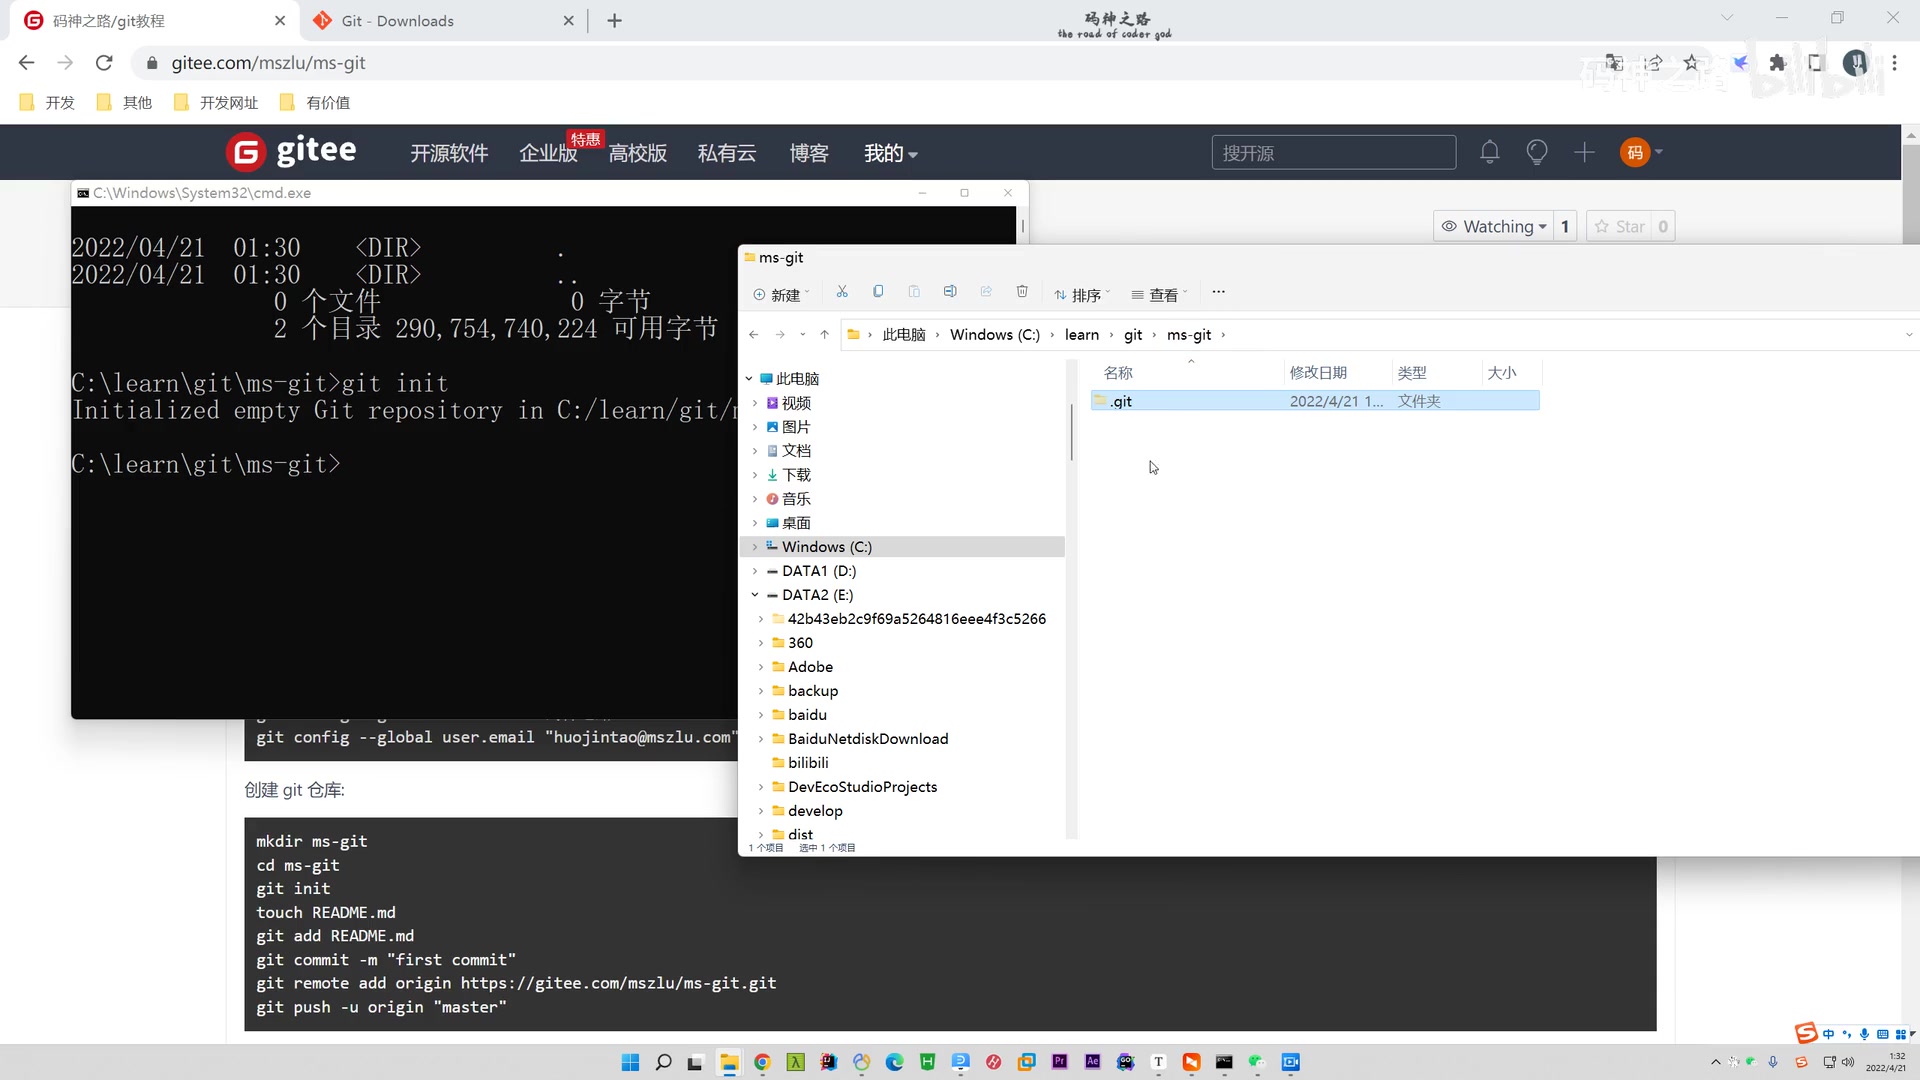 码神之路/git教程
Git - Downloads
码神之路
the road of coder god
gitee.com/mszlu/ms-git
码神之路 bilibili
开发
其他
开发网址
有价值
gitee
开源软件
企业版
特惠
高校版
私有云
博客
我的
搜开源
码
C:\Windows\System32\cmd.exe
Watching
1
Star
0
2022/04/21 01:30 <DIR> .
2022/04/21 01:30 <DIR> ..
0 个文件 0 字节
2 个目录 290,754,740,224 可用字节
C:\learn\git\ms-git>git init
Initialized empty Git repository in C:/learn/git/
C:\learn\git\ms-git>
ms-git
新建
排序
查看
此电脑 > Windows (C:) > learn > git > ms-git >
名称
修改日期
类型
大小
.git
2022/4/21 1...
文件夹
此电脑
视频
图片
文档
下载
音乐
桌面
Windows (C:)
DATA1 (D:)
DATA2 (E:)
42b43eb2c9f69a5264816eee4f3c5266
360
Adobe
backup
baidu
BaiduNetdiskDownload
bilibili
DevEcoStudioProjects
develop
dist
1 个项目
选中 1 个项目
git config --global user.email "huojintao@mszlu.com"
创建 git 仓库:
mkdir ms-git
cd ms-git
git init
touch README.md
git add README.md
git commit -m "first commit"
git remote add origin https://gitee.com/mszlu/ms-git.git
git push -u origin "master"
中
1:32
2022/4/21